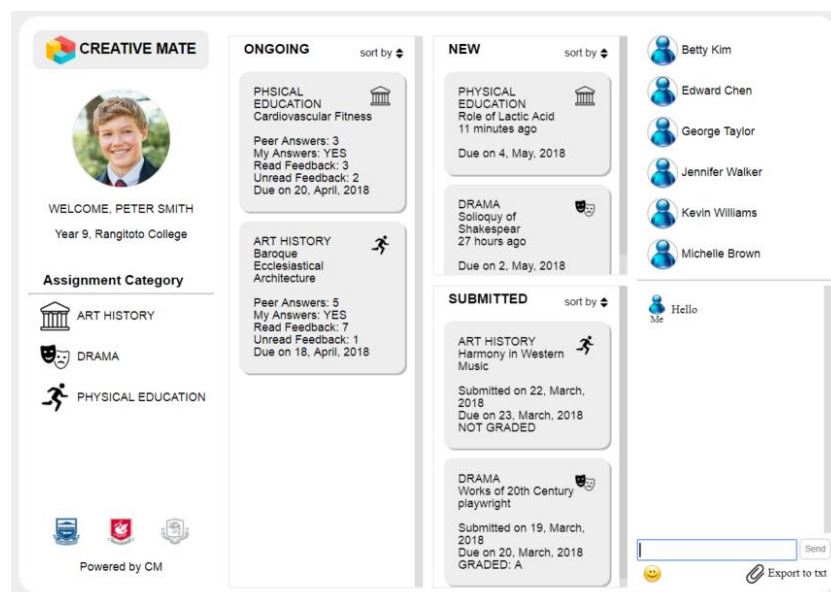 CREATIVE MATE
WELCOME, PETER SMITH
Year 9, Rangitoto College
Assignment Category
ART HISTORY
DRAMA
PHYSICAL EDUCATION
Powered by CM
ONGOING
sort by
PHSICAL
EDUCATION
Cardiovascular Fitness
Peer Answers: 3
My Answers: YES
Read Feedback: 3
Unread Feedback: 2
Due on 20, April, 2018
ART HISTORY
Baroque
Ecclesiastical
Architecture
Peer Answers: 5
My Answers: YES
Read Feedback: 7
Unread Feedback: 1
Due on 18, April, 2018
NEW
sort by
PHYSICAL
EDUCATION
Role of Lactic Acid
11 minutes ago
Due on 4, May, 2018
DRAMA
Solioquy of
Shakespear
27 hours ago
Due on 2, May, 2018
SUBMITTED
sort by
ART HISTORY
Harmony in Western
Music
Submitted on 22, March,
2018
Due on 23, March, 2018
NOT GRADED
DRAMA
Works of 20th Century
playwright
Submitted on 19, March,
2018
Due on 20, March, 2018
GRADED: A
Betty Kim
Edward Chen
George Taylor
Jennifer Walker
Kevin Williams
Michelle Brown
Hello
Me
Send
Export to txt